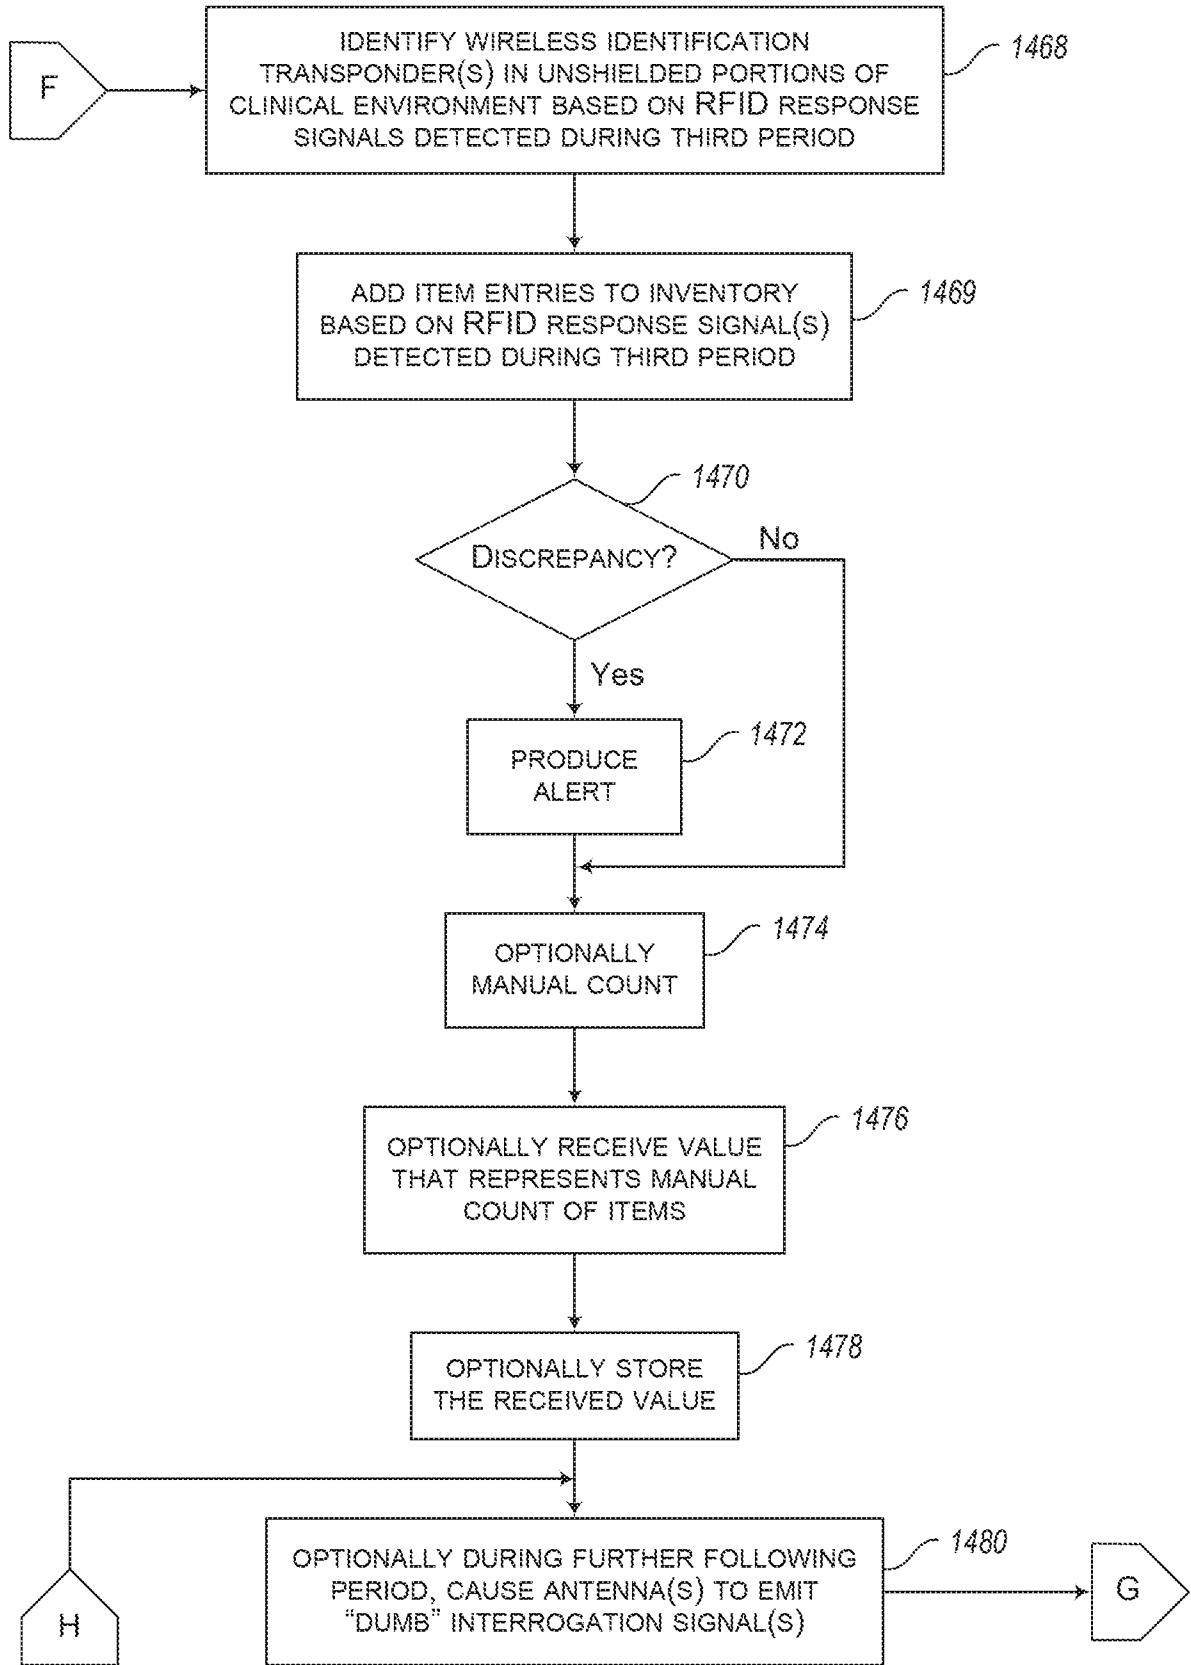 F
IDENTIFY WIRELESS IDENTIFICATION
TRANSPONDER(S) IN UNSHIELDED PORTIONS OF
CLINICAL ENVIRONMENT BASED ON RFID RESPONSE
SIGNALS DETECTED DURING THIRD PERIOD
1468
ADD ITEM ENTRIES TO INVENTORY
BASED ON RFID RESPONSE SIGNAL(S)
DETECTED DURING THIRD PERIOD
1469
1470
DISCREPANCY?
No
Yes
PRODUCE
ALERT
1472
OPTIONALLY
MANUAL COUNT
1474
OPTIONALLY RECEIVE VALUE
THAT REPRESENTS MANUAL
COUNT OF ITEMS
1476
OPTIONALLY STORE
THE RECEIVED VALUE
1478
H
OPTIONALLY DURING FURTHER FOLLOWING
PERIOD, CAUSE ANTENNA(S) TO EMIT
"DUMB" INTERROGATION SIGNAL(S)
1480
G